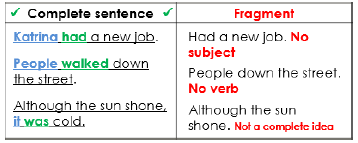 ✓ Complete sentence ✓
Fragment
Katrina had a new job.
People walked down
the street.
Although the sun shone,
it was cold.
Had a new job. No
subject
People down the street.
No verb
Although the sun
shone. Not a complete idea